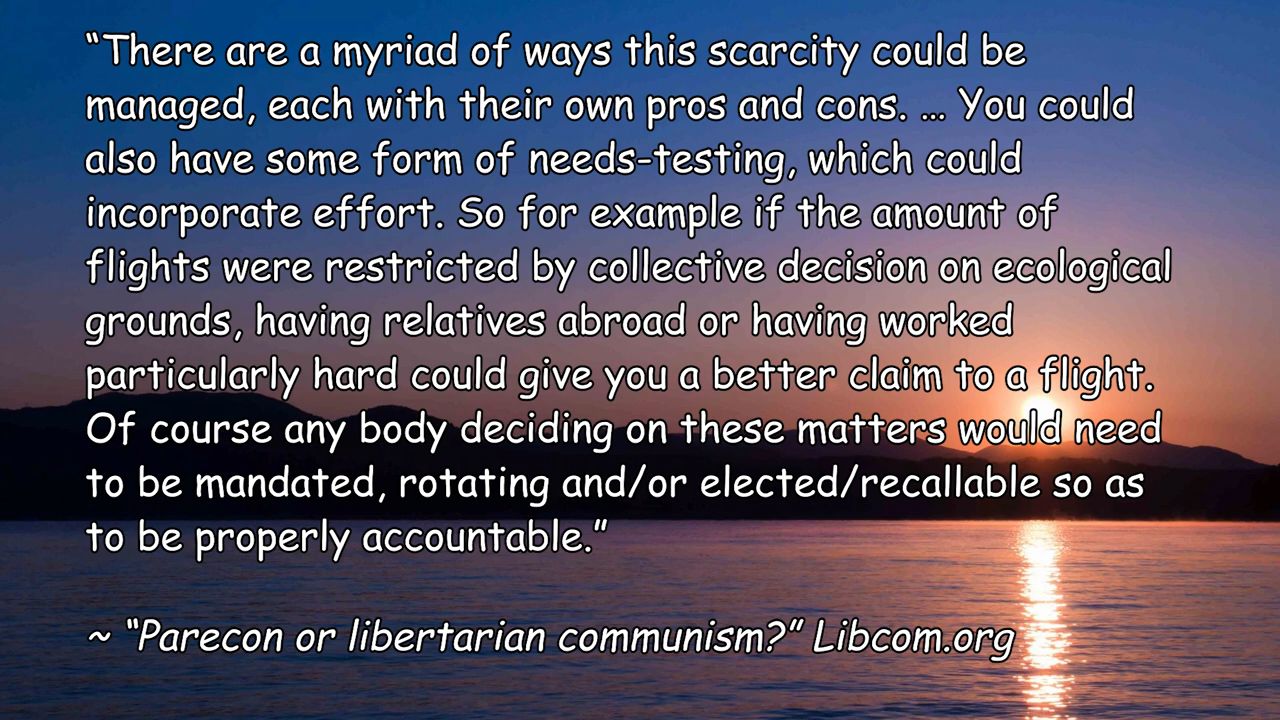 “There are a myriad of ways this scarcity could be
managed, each with their own pros and cons. … You could
also have some form of needs-testing, which could
incorporate effort. So for example if the amount of
flights were restricted by collective decision on ecological
grounds, having relatives abroad or having worked
particularly hard could give you a better claim to a flight.
Of course any body deciding on these matters would need
to be mandated, rotating and/or elected/recallable so as
to be properly accountable.”
~ “Parecon or libertarian communism?” Libcom.org